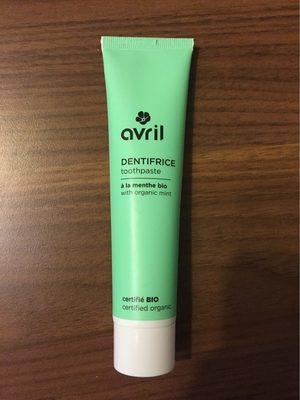 avril
DENTIFRICE
toothpaste
à la menthe bio
with organic mint
certifié BIO
certified organic